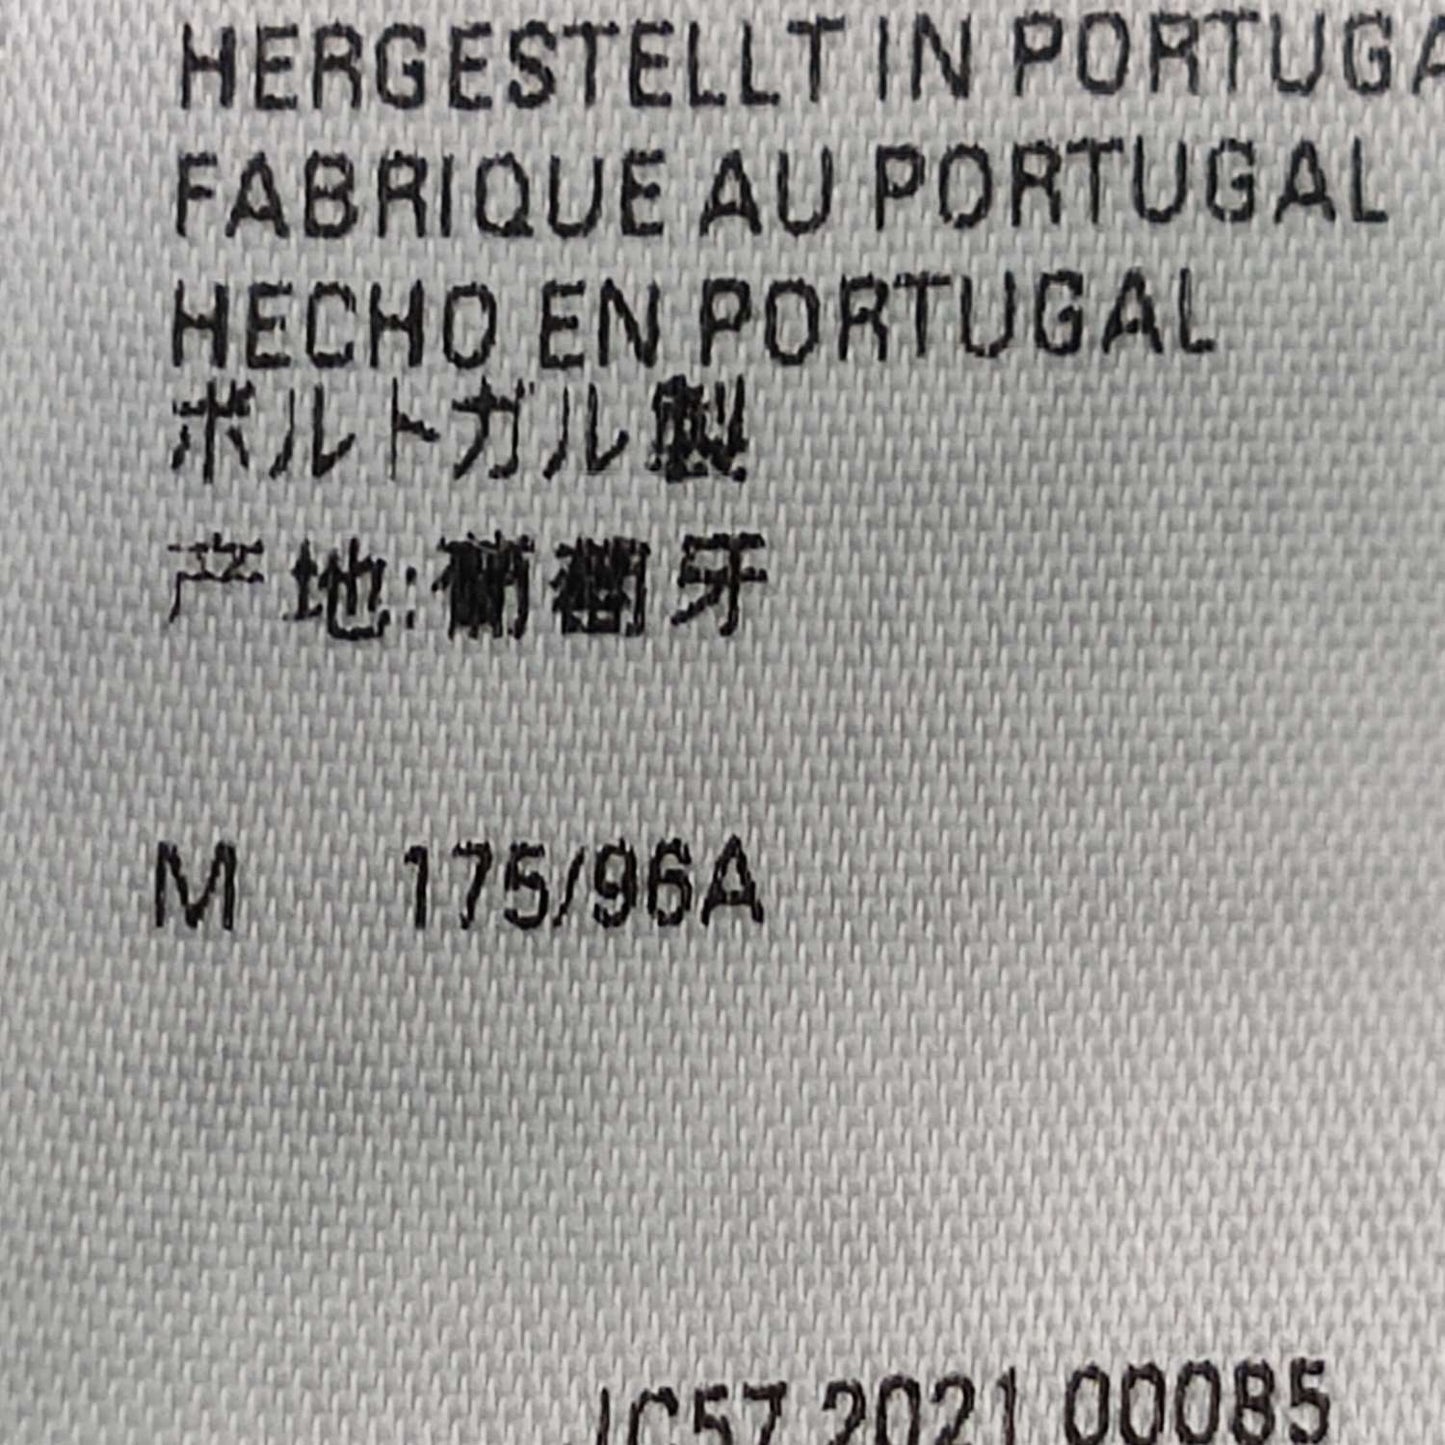 HERGESTELLT IN PORTUGA
FABRIQUE AU PORTUGAL
HECHO EN PORTUGAL
ポルトガル製
产地:葡萄牙
M 175/96A
JC57 2021 00085